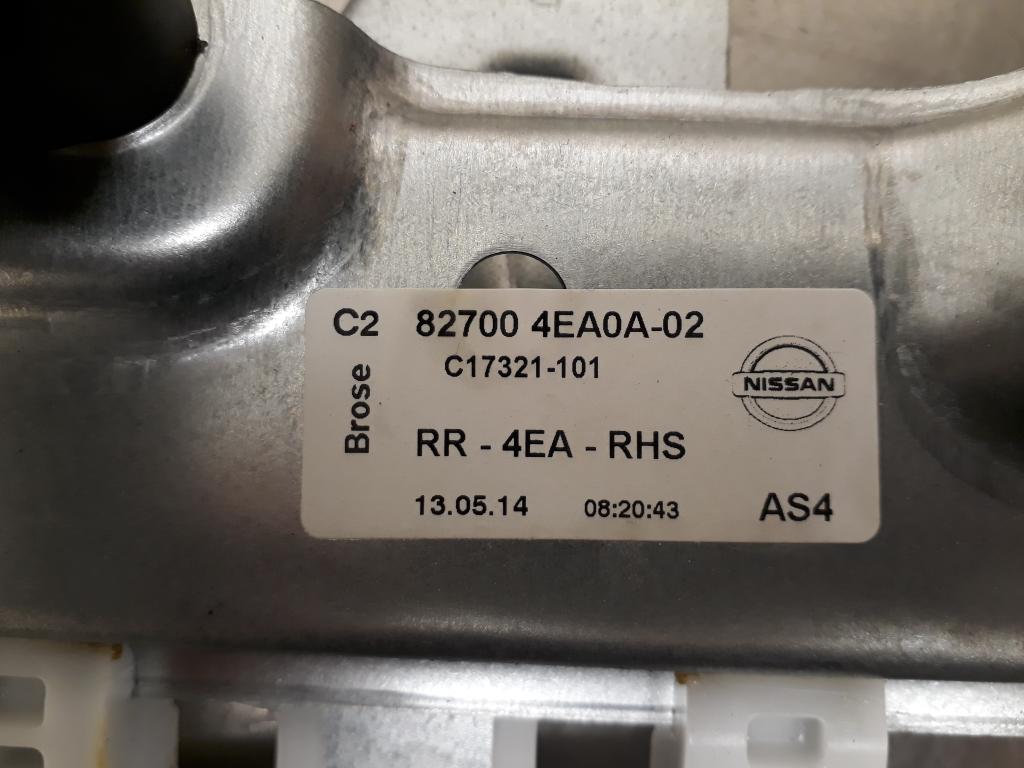 C2 82700 4EA0A-02
C17321-101
Brose
NISSAN
RR - 4EA - RHS
13.05.14 08:20:43 AS4